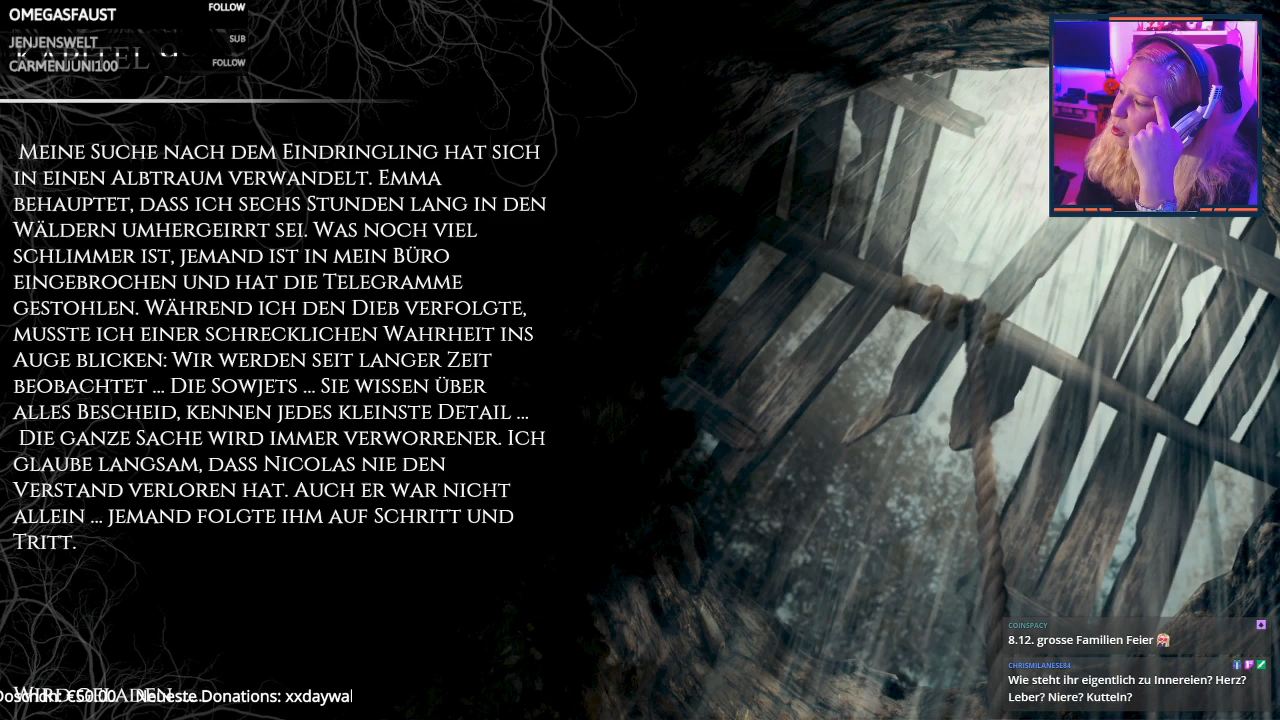 OMEGASFAUST FOLLOW
JENJENSWELT SUB
CARMENJUNI100 FOLLOW
Meine Suche nach dem Eindringling hat sich
in einen Albtraum verwandelt. Emma
behauptet, dass ich sechs Stunden lang in den
Wäldern umhergeirrt sei. Was noch viel
schlimmer ist, jemand ist in mein Büro
eingebrochen und hat die Telegramme
gestohlen. Während ich den Dieb verfolgte,
musste ich einer schrecklichen Wahrheit ins
Auge blicken: Wir werden seit langer Zeit
beobachtet ... Die Sowjets ... Sie wissen über
alles Bescheid, kennen jedes kleinste Detail ...
Die ganze Sache wird immer verworrener. Ich
glaube langsam, dass Nicolas nie den
Verstand verloren hat. Auch er war nicht
allein ... jemand folgte ihm auf Schritt und
Tritt.
COINSPACY
8.12. grosse Familien Feier
CHRISMILANESE84
Wie steht ihr eigentlich zu Innereien? Herz?
Leber? Niere? Kutteln?
€50.00 Neueste Donations: xxdaywal